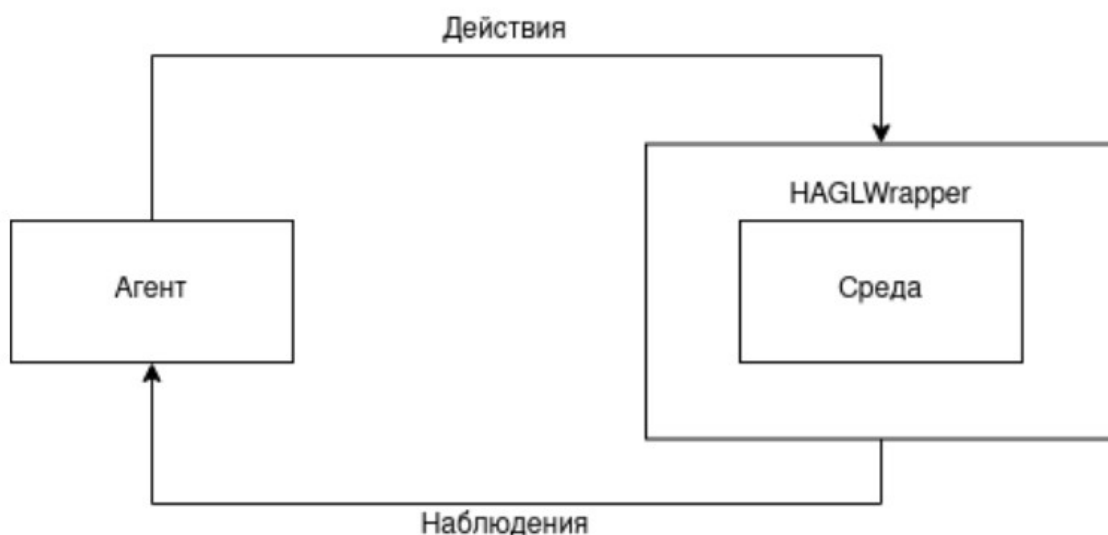 Действия
HAGLWrapper
Агент
Среда
Наблюдения